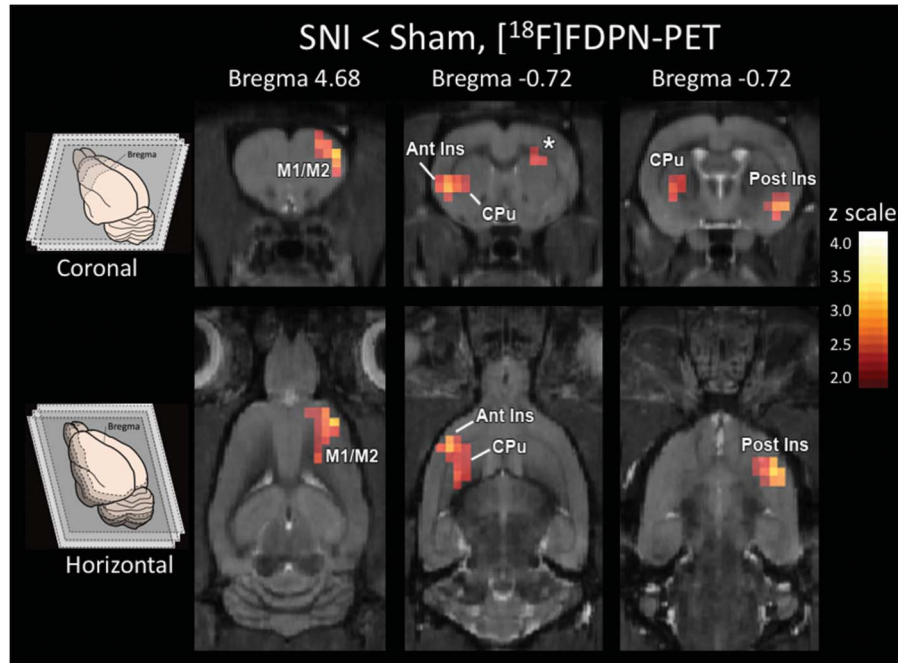 SNI < Sham, [¹⁸F]FDPN-PET
Bregma 4.68
Bregma -0.72
Bregma -0.72
Bregma
Coronal
M1/M2
Ant Ins
CPu
*
CPu
Post Ins
z scale
4.0
3.5
3.0
2.5
2.0
Bregma
Horizontal
M1/M2
Ant Ins
CPu
Post Ins